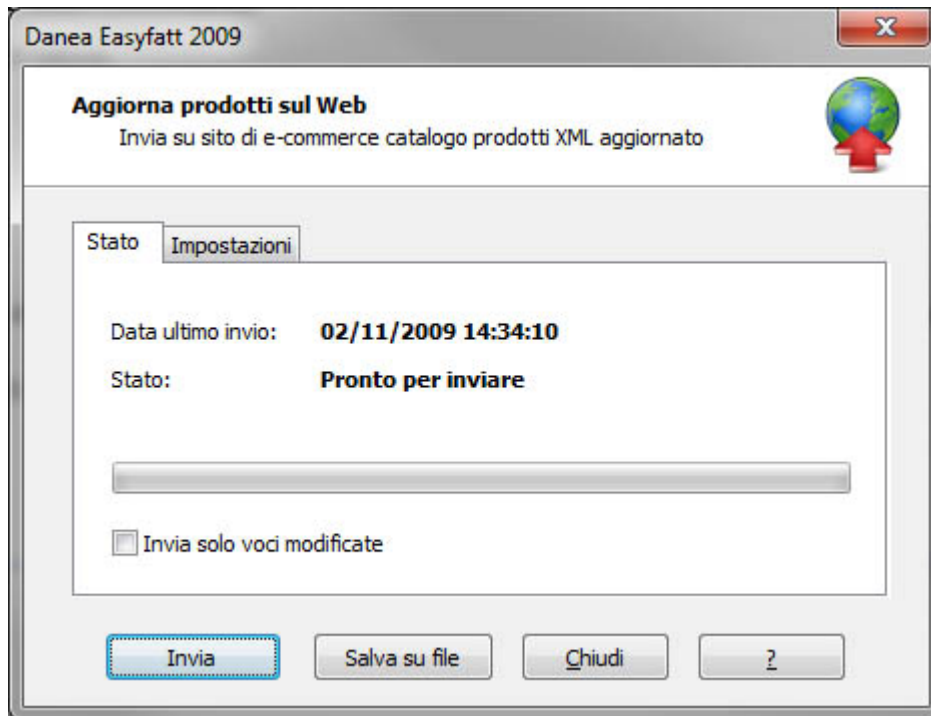 Danea Easyfatt 2009
x
Aggiorna prodotti sul Web
Invia su sito di e-commerce catalogo prodotti XML aggiornato
Stato Impostazioni
Data ultimo invio: 02/11/2009 14:34:10
Stato: Pronto per inviare
Invia solo voci modificate
Invia Salva su file Chiudi ?